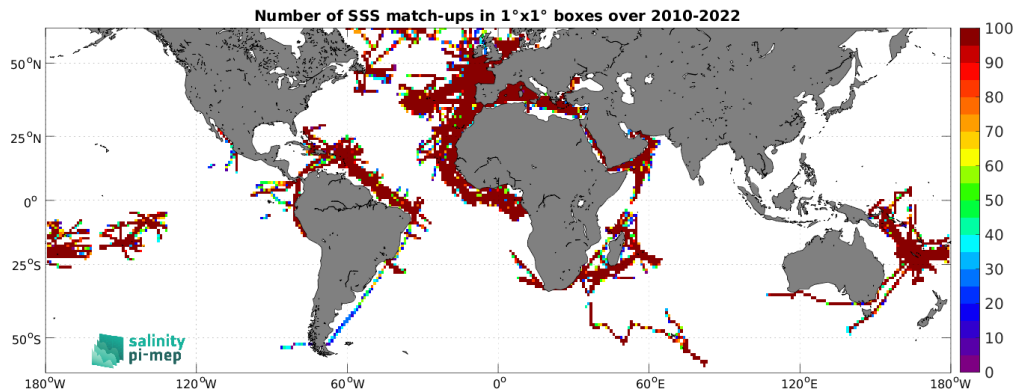 Number of SSS match-ups in 1°x1° boxes over 2010-2022
50°N
25°N
0°
25°S
50°S
180°W
120°W
60°W
0°
60°E
120°E
180°W
100
90
80
70
60
50
40
30
20
10
0
salinity
pi-mep